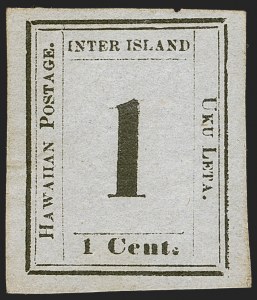 INTER ISLAND
HAWAIIAN POSTAGE.
1
UKU LETA.
1 Cent.